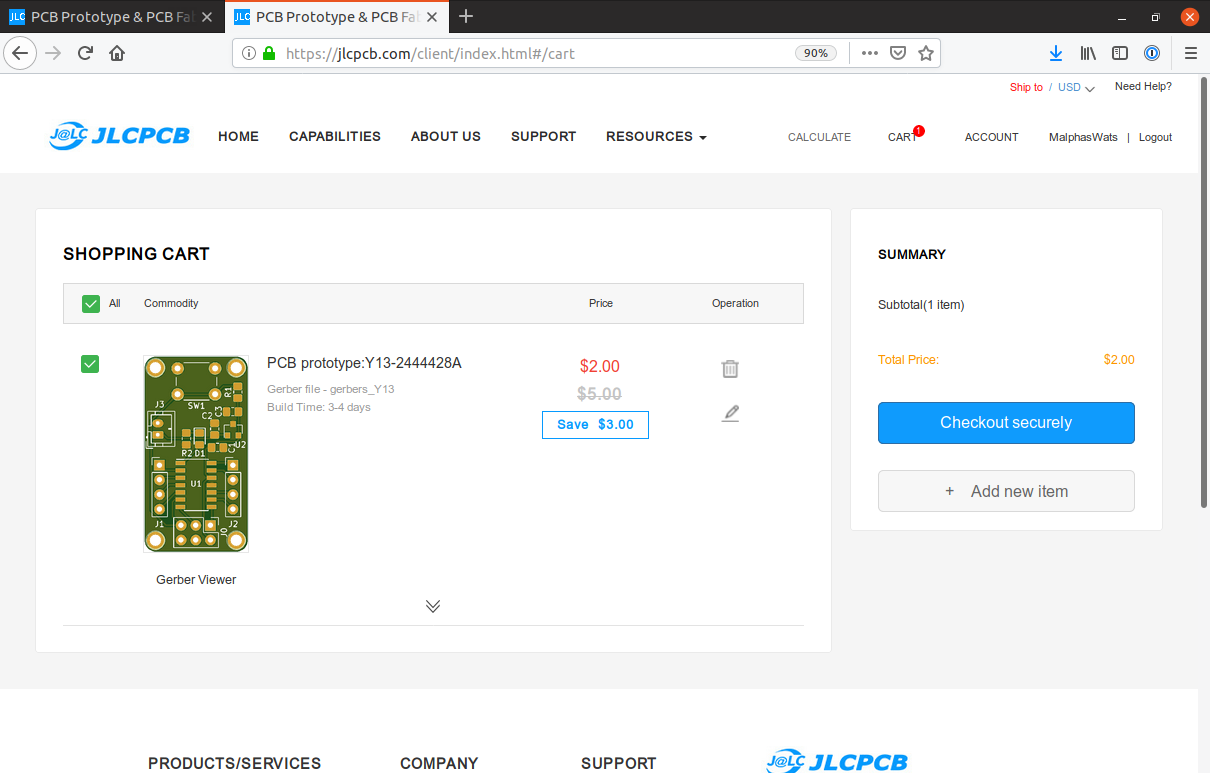 JLC PCB Prototype & PCB Fal
JLC PCB Prototype & PCB Fal
https://jlcpcb.com/client/index.html#/cart
90%
Ship to / USD
Need Help?
J@LC JLCPCB
HOME
CAPABILITIES
ABOUT US
SUPPORT
RESOURCES
CALCULATE
CART 1
ACCOUNT
MalphasWats | Logout
SHOPPING CART
All
Commodity
Price
Operation
PCB prototype:Y13-2444428A
Gerber file - gerbers_Y13
Build Time: 3-4 days
$2.00
$5.00
Save $3.00
R1
SW1
J3
C2
C3
U2
R2 D1
C1
U1
J1
J2
J0
Gerber Viewer
SUMMARY
Subtotal(1 item)
Total Price: $2.00
Checkout securely
+ Add new item
PRODUCTS/SERVICES
COMPANY
SUPPORT
J@LC JLCPCB